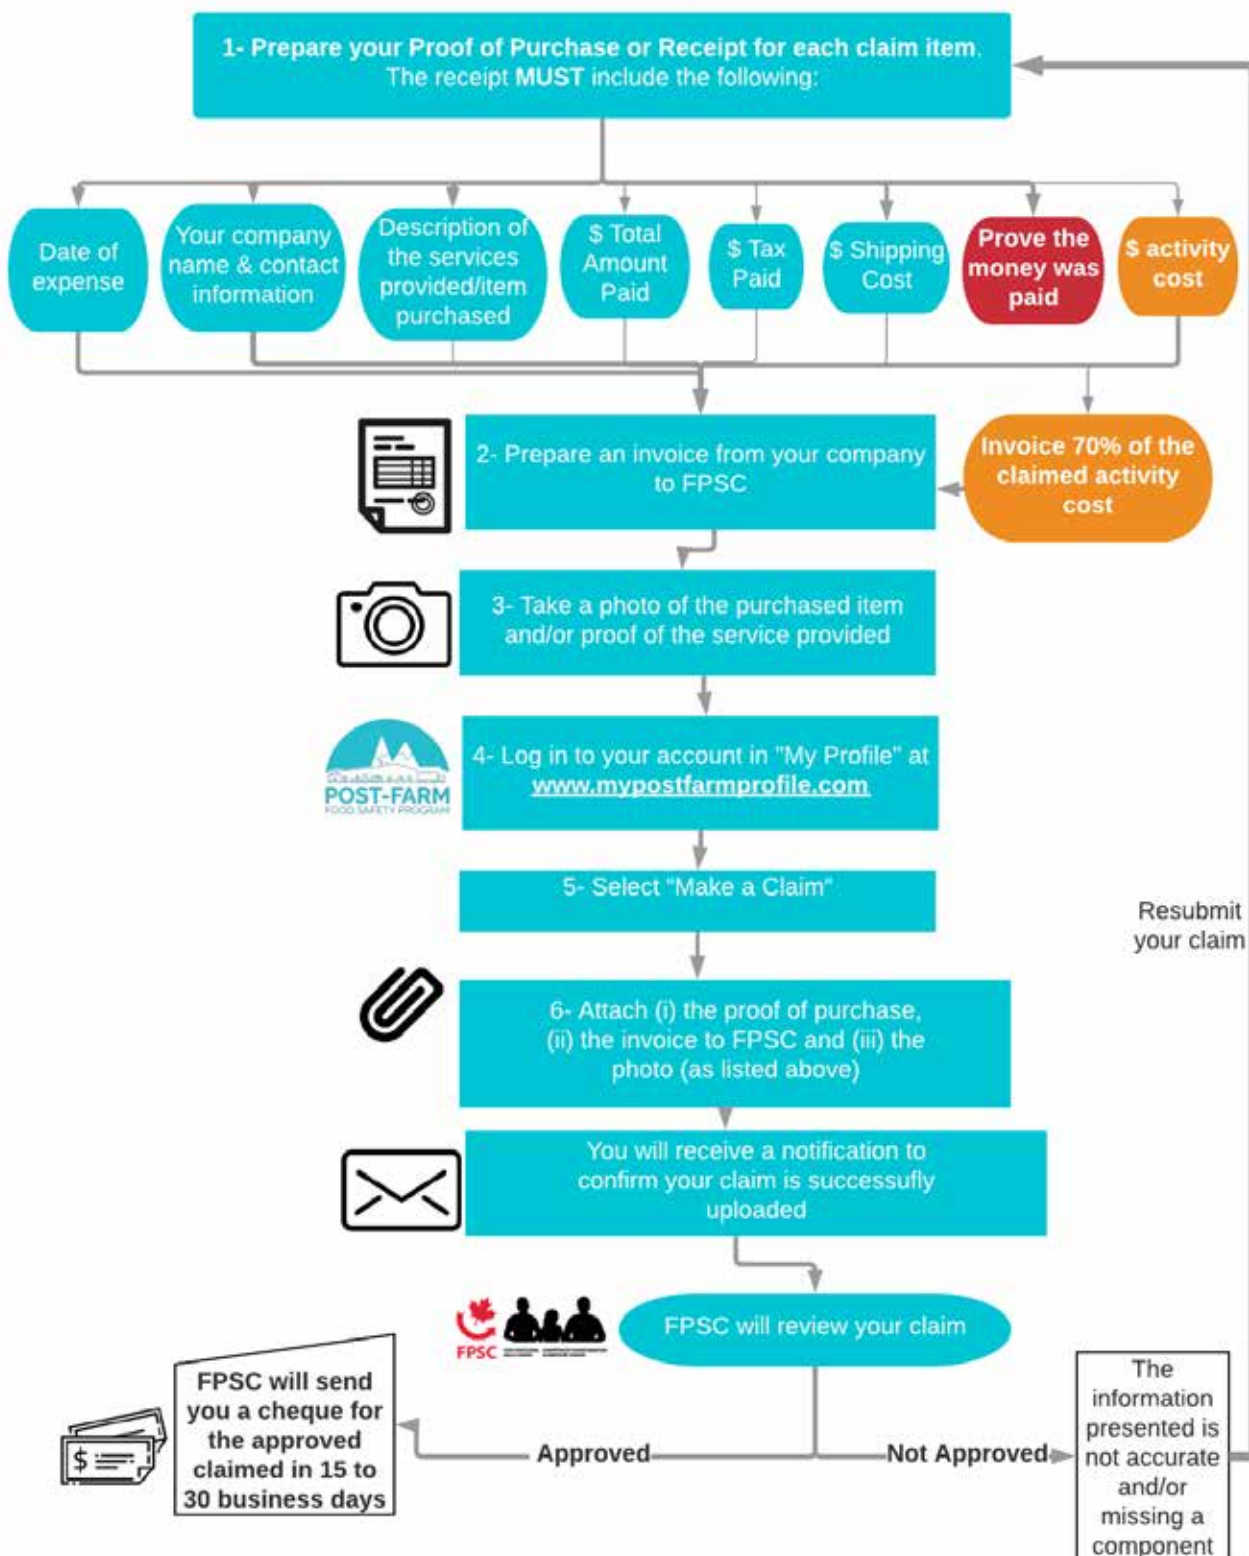 1- Prepare your Proof of Purchase or Receipt for each claim item.
The receipt MUST include the following:
Date of
expense
Your company
name & contact
information
Description of
the services
provided/item
purchased
$ Total
Amount
Paid
$ Tax
Paid
$ Shipping
Cost
Prove the
money was
paid
$ activity
cost
2- Prepare an invoice from your company
to FPSC
Invoice 70% of the
claimed activity
cost
3- Take a photo of the purchased item
and/or proof of the service provided
POST-FARM
FOOD SAFETY PROGRAM
4- Log in to your account in "My Profile" at
www.mypostfarmprofile.com
5- Select "Make a Claim"
Resubmit
your claim
6- Attach (i) the proof of purchase,
(ii) the invoice to FPSC and (iii) the
photo (as listed above)
You will receive a notification to
confirm your claim is successufly
uploaded
FPSC
FPSC will review your claim
FPSC will send
you a cheque for
the approved
claimed in 15 to
30 business days
$
Approved
Not Approved
The
information
presented is
not accurate
and/or
missing a
component